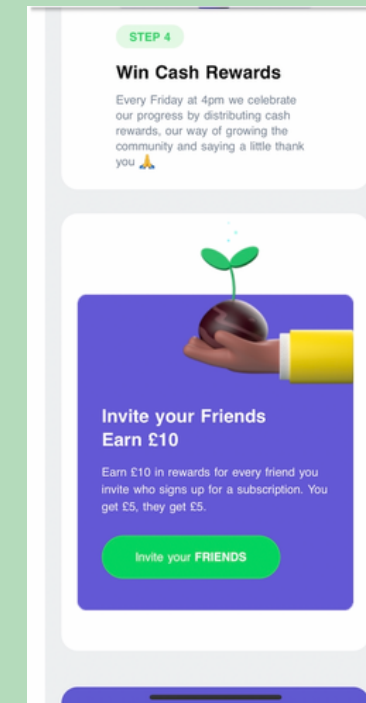 STEP 4
Win Cash Rewards
Every Friday at 4pm we celebrate
our progress by distributing cash
rewards, our way of growing the
community and saying a little thank
you 🙏
Invite your Friends
Earn £10
Earn £10 in rewards for every friend you
invite who signs up for a subscription. You
get £5, they get £5.
Invite your FRIENDS